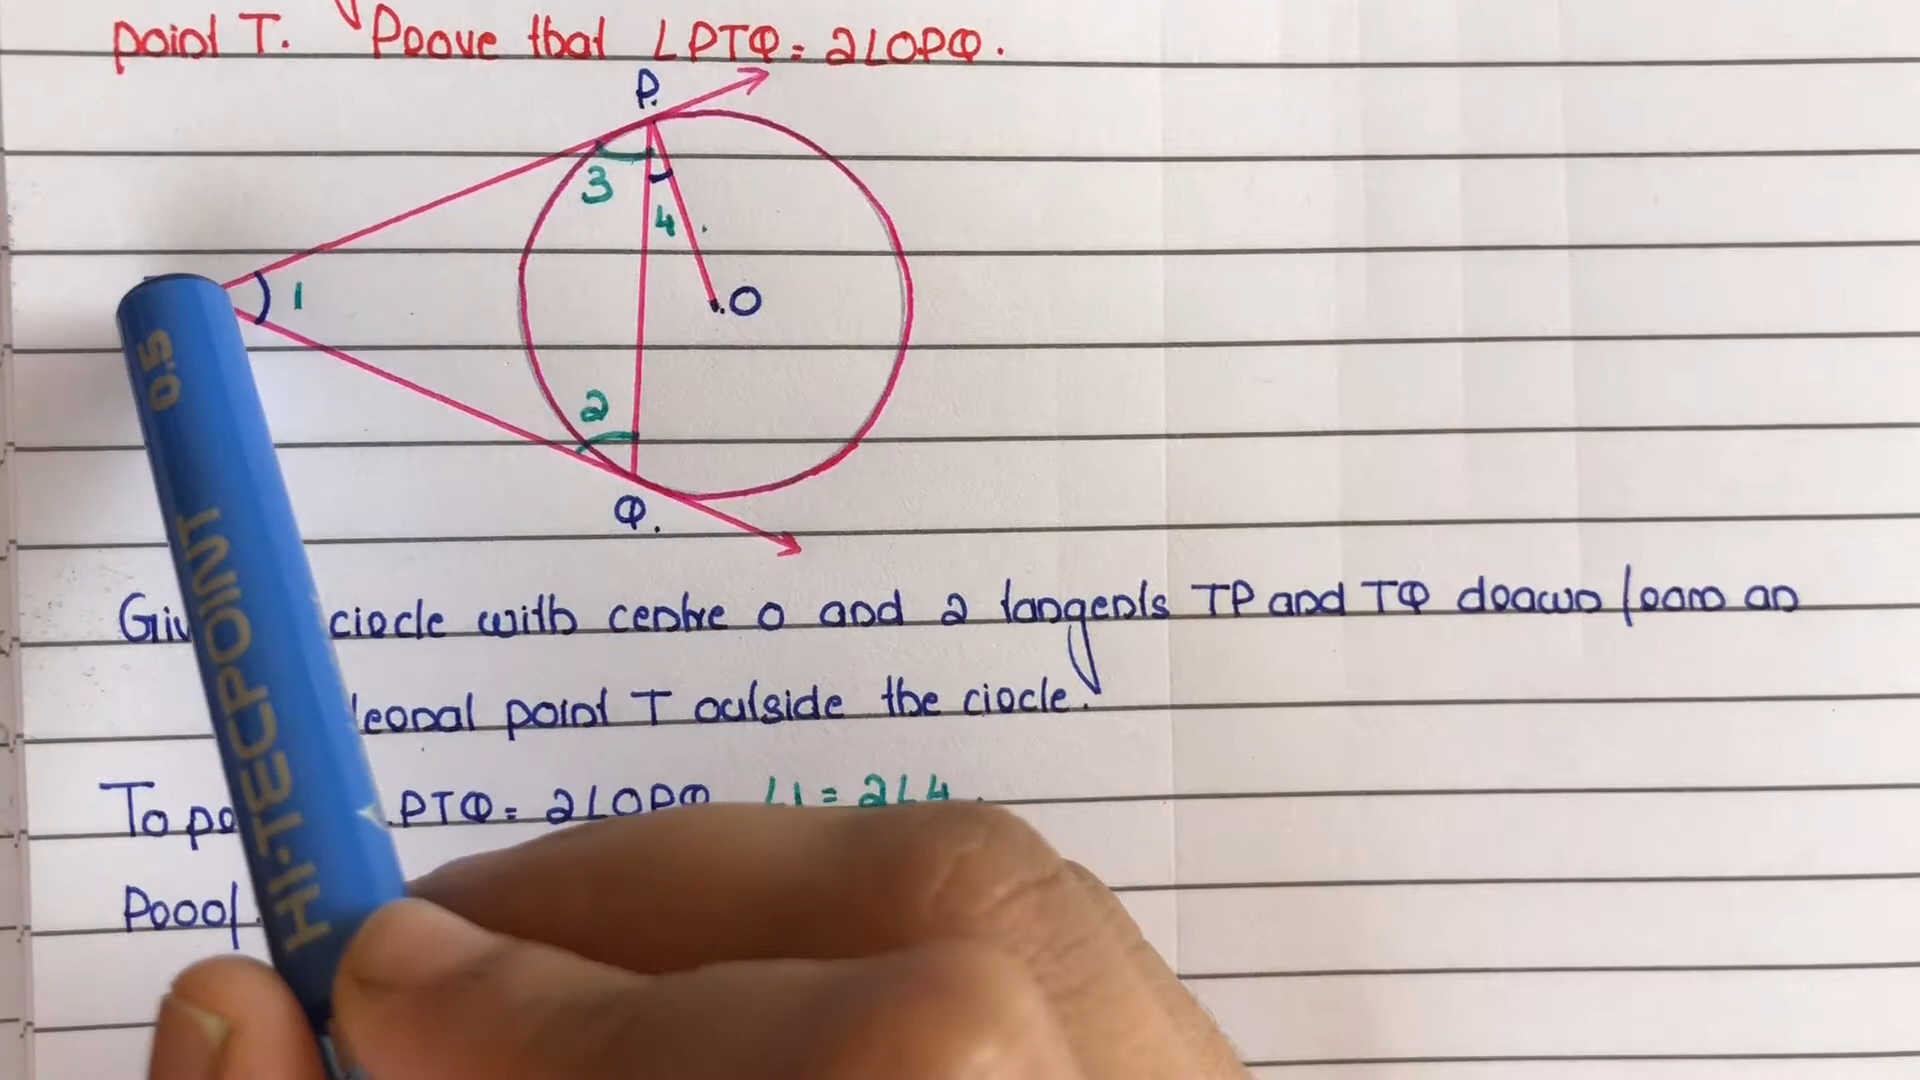 point T. Prove that ∠PTQ = 2∠OPQ.
P.
3
4
1
.O
2
Q.
circle with centre O and 2 tangents TP and TQ drawn from an
point T outside the circle.
To PTQ = 2∠OPQ ∠1 = 2∠4.
Proof
0.5
HI-TECPOINT